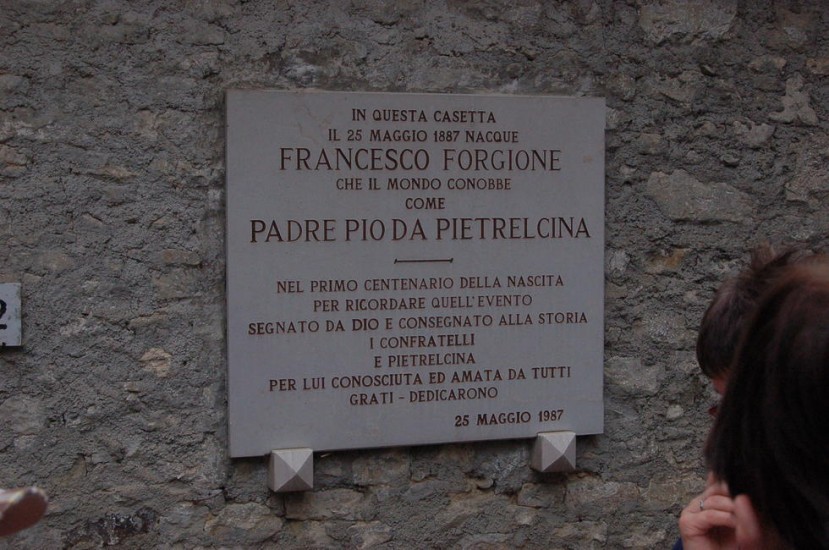 IN QUESTA CASETTA
IL 25 MAGGIO 1887 NACQUE
FRANCESCO FORGIONE
CHE IL MONDO CONOBBE
COME
PADRE PIO DA PIETRELCINA
NEL PRIMO CENTENARIO DELLA NASCITA
PER RICORDARE QUELL'EVENTO
SEGNATO DA DIO E CONSEGNATO ALLA STORIA
I CONFRATELLI
E PIETRELCINA
PER LUI CONOSCIUTA ED AMATA DA TUTTI
GRATI - DEDICARONO
25 MAGGIO 1987
2